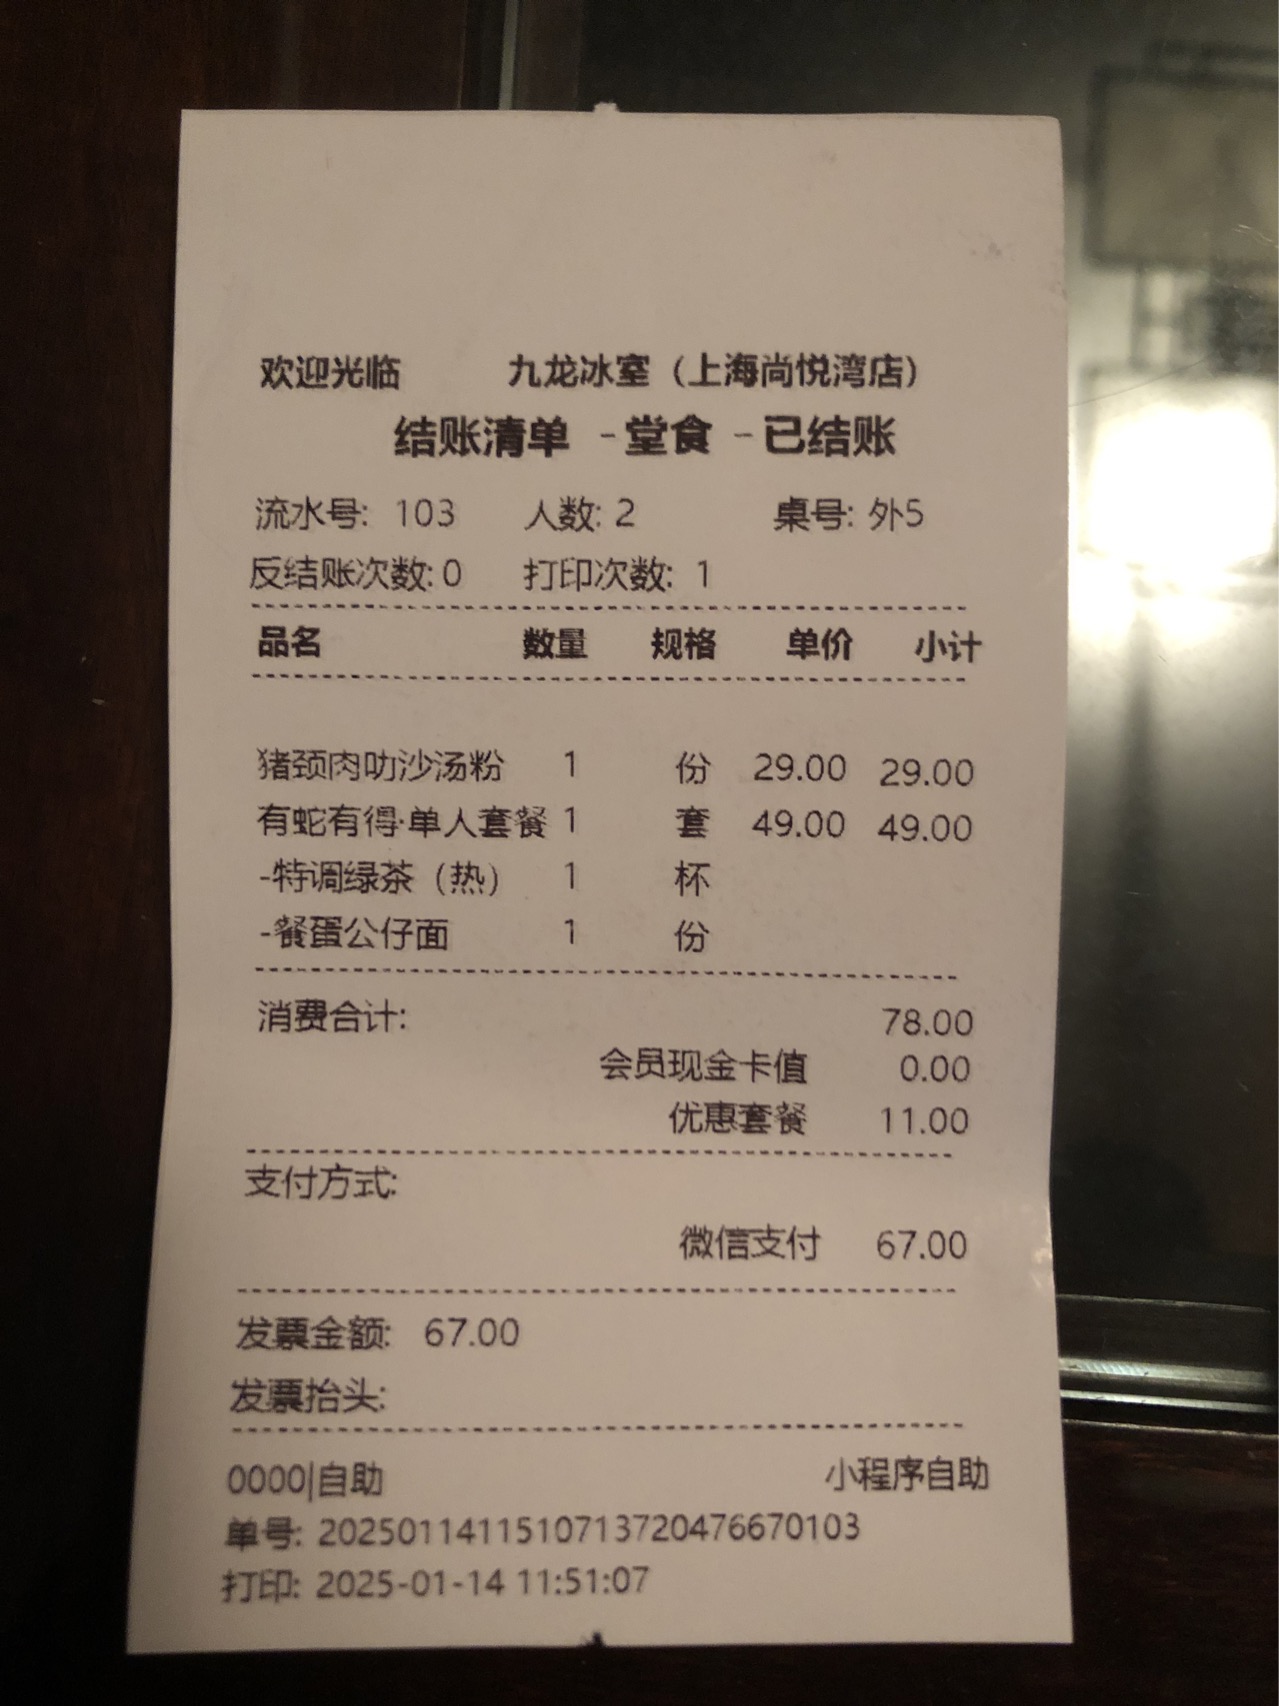 欢迎光临 九龙冰室（上海尚悦湾店）
结账清单 -堂食 -已结账
流水号: 103 人数: 2 桌号: 外5
反结账次数: 0 打印次数: 1
品名 数量 规格 单价 小计
猪颈肉叻沙汤粉 1 份 29.00 29.00
有蛇有得·单人套餐 1 套 49.00 49.00
-特调绿茶（热） 1 杯
-餐蛋公仔面 1 份
消费合计: 78.00
会员现金卡值 0.00
优惠套餐 11.00
支付方式:
微信支付 67.00
发票金额: 67.00
发票抬头:
0000|自助 小程序自助
单号: 20250114115107137204766​70103
打印: 2025-01-14 11:51:07